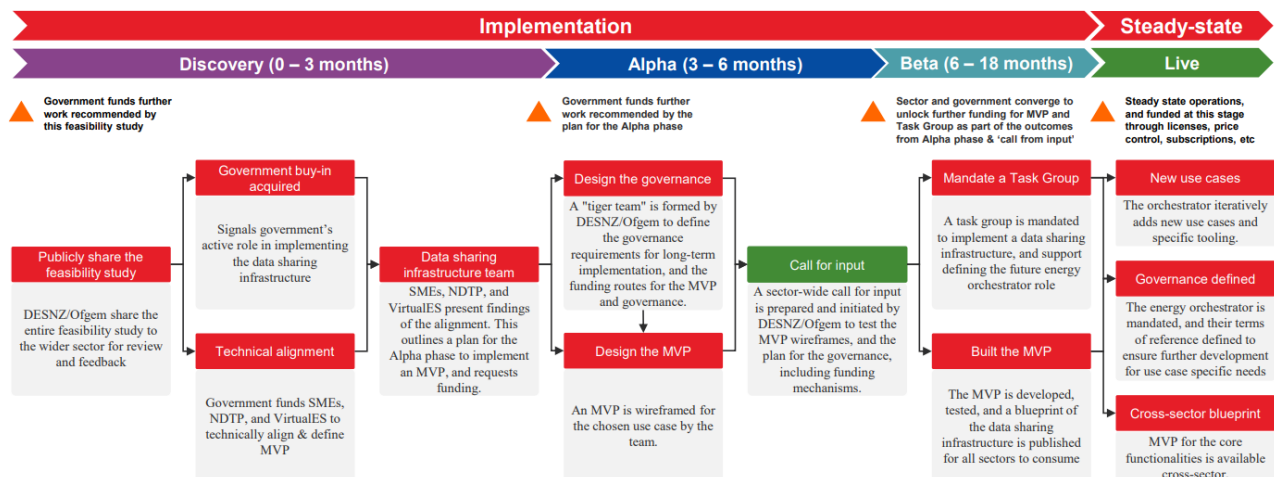 Implementation
Steady-state
Discovery (0 – 3 months)
Alpha (3 – 6 months)
Beta (6 – 18 months)
Live
Government funds further
work recommended by
this feasibility study
Government funds further
work recommended by the
plan for the Alpha phase
Sector and government converge to
unlock further funding for MVP and
Task Group as part of the outcomes
from Alpha phase & ‘call from input’
Steady state operations,
and funded at this stage
through licenses, price
control, subscriptions, etc
Publicly share the
feasibility study
DESNZ/Ofgem share the
entire feasibility study to
the wider sector for review
and feedback
Government buy-in
acquired
Signals government’s
active role in implementing
the data sharing
infrastructure
Technical alignment
Government funds SMEs,
NDTP, and VirtualES to
technically align & define
MVP
Data sharing
infrastructure team
SMEs, NDTP, and
VirtualES present findings
of the alignment. This
outlines a plan for the
Alpha phase to implement
an MVP, and requests
funding.
Design the governance
A "tiger team" is formed by
DESNZ/Ofgem to define
the governance
requirements for long-term
implementation, and the
funding routes for the MVP
and governance.
Design the MVP
An MVP is wireframed for
the chosen use case by the
team.
Call for input
A sector-wide call for input
is prepared and initiated by
DESNZ/Ofgem to test the
MVP wireframes, and the
plan for the governance,
including funding
mechanisms.
Mandate a Task Group
A task group is mandated
to implement a data sharing
infrastructure, and support
defining the future energy
orchestrator role
Built the MVP
The MVP is developed,
tested, and a blueprint of
the data sharing
infrastructure is published
for all sectors to consume
New use cases
The orchestrator iteratively
adds new use cases and
specific tooling.
Governance defined
The energy orchestrator is
mandated, and their terms
of reference defined to
ensure further development
for use case specific needs
Cross-sector blueprint
MVP for the core
functionalities is available
cross-sector.